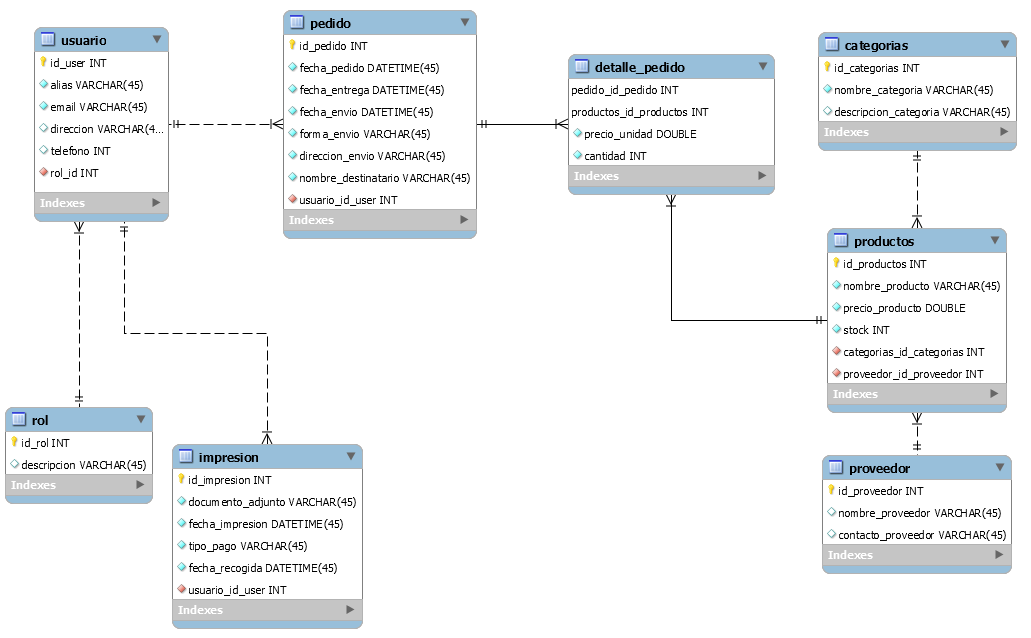 usuario
id_user INT
alias VARCHAR(45)
email VARCHAR(45)
direccion VARCHAR(4...
telefono INT
rol_id INT
Indexes
pedido
id_pedido INT
fecha_pedido DATETIME(45)
fecha_entrega DATETIME(45)
fecha_envio DATETIME(45)
forma_envio VARCHAR(45)
direccion_envio VARCHAR(45)
nombre_destinatario VARCHAR(45)
usuario_id_user INT
Indexes
detalle_pedido
pedido_id_pedido INT
productos_id_productos INT
precio_unidad DOUBLE
cantidad INT
Indexes
categorias
id_categorias INT
nombre_categoria VARCHAR(45)
descripcion_categoria VARCHAR(45)
Indexes
productos
id_productos INT
nombre_producto VARCHAR(45)
precio_producto DOUBLE
stock INT
categorias_id_categorias INT
proveedor_id_proveedor INT
Indexes
rol
id_rol INT
descripcion VARCHAR(45)
Indexes
impresion
id_impresion INT
documento_adjunto VARCHAR(45)
fecha_impresion DATETIME(45)
tipo_pago VARCHAR(45)
fecha_recogida DATETIME(45)
usuario_id_user INT
Indexes
proveedor
id_proveedor INT
nombre_proveedor VARCHAR(45)
contacto_proveedor VARCHAR(45)
Indexes